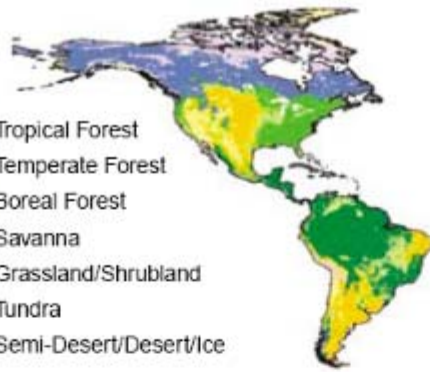 Tropical Forest
Temperate Forest
Boreal Forest
Savanna
Grassland/Shrubland
Tundra
Semi-Desert/Desert/Ice